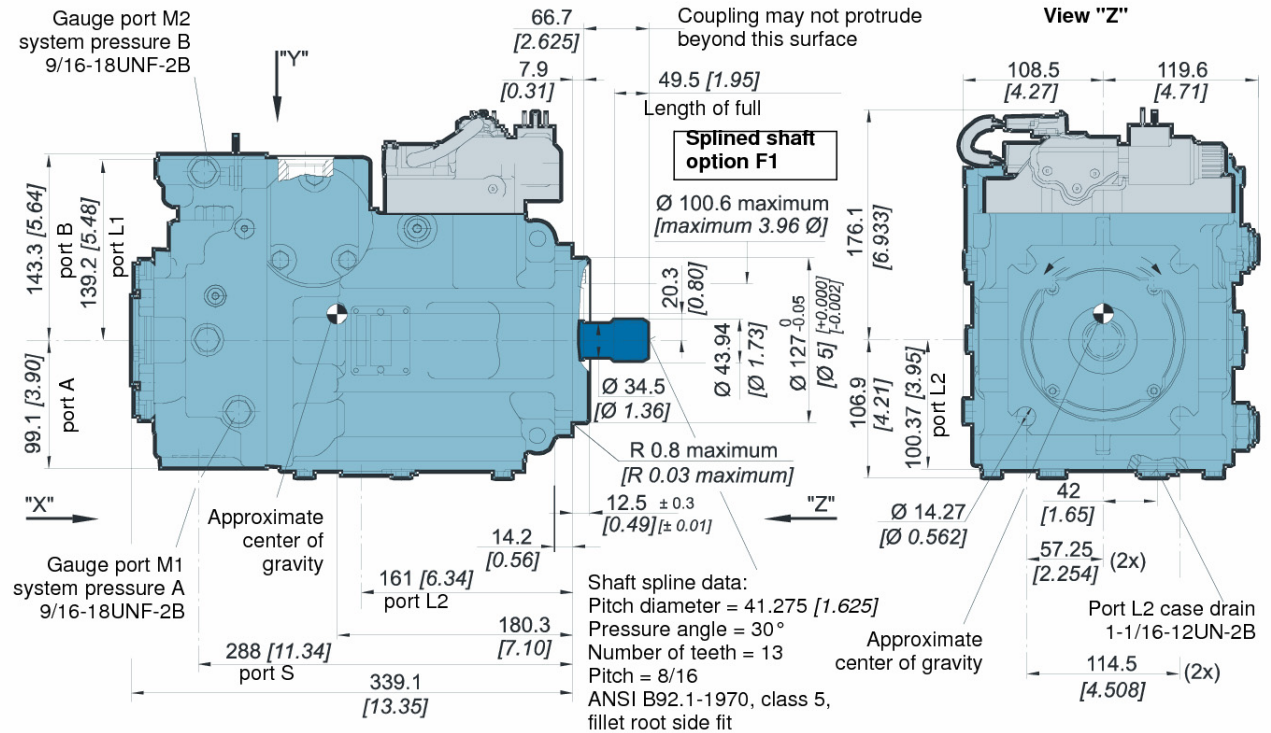 Gauge port M2
system pressure B
9/16-18UNF-2B
"Y"
66.7
[2.625]
Coupling may not protrude
beyond this surface
7.9
[0.31]
49.5 [1.95]
Length of full
Splined shaft
option F1
Ø 100.6 maximum
[maximum 3.96 Ø]
143.3 [5.64]
port B
139.2 [5.48]
port L1
99.1 [3.90]
port A
20.3
[0.80]
Ø 43.94
[Ø 1.73]
Ø 127 0 -0.05
[Ø 5] [+0.000] [-0.002]
Ø 34.5
[Ø 1.36]
R 0.8 maximum
[R 0.03 maximum]
12.5 ± 0.3
[0.49] [± 0.01]
"X"
"Z"
Approximate
center of
gravity
14.2
[0.56]
Gauge port M1
system pressure A
9/16-18UNF-2B
161 [6.34]
port L2
180.3
[7.10]
288 [11.34]
port S
339.1
[13.35]
Shaft spline data:
Pitch diameter = 41.275 [1.625]
Pressure angle = 30°
Number of teeth = 13
Pitch = 8/16
ANSI B92.1-1970, class 5,
fillet root side fit
View "Z"
108.5
[4.27]
119.6
[4.71]
176.1
[6.933]
106.9
[4.21]
100.37 [3.95]
port L2
Ø 14.27
[Ø 0.562]
42
[1.65]
57.25
[2.254]
(2x)
Port L2 case drain
1-1/16-12UN-2B
Approximate
center of gravity
114.5
[4.508]
(2x)